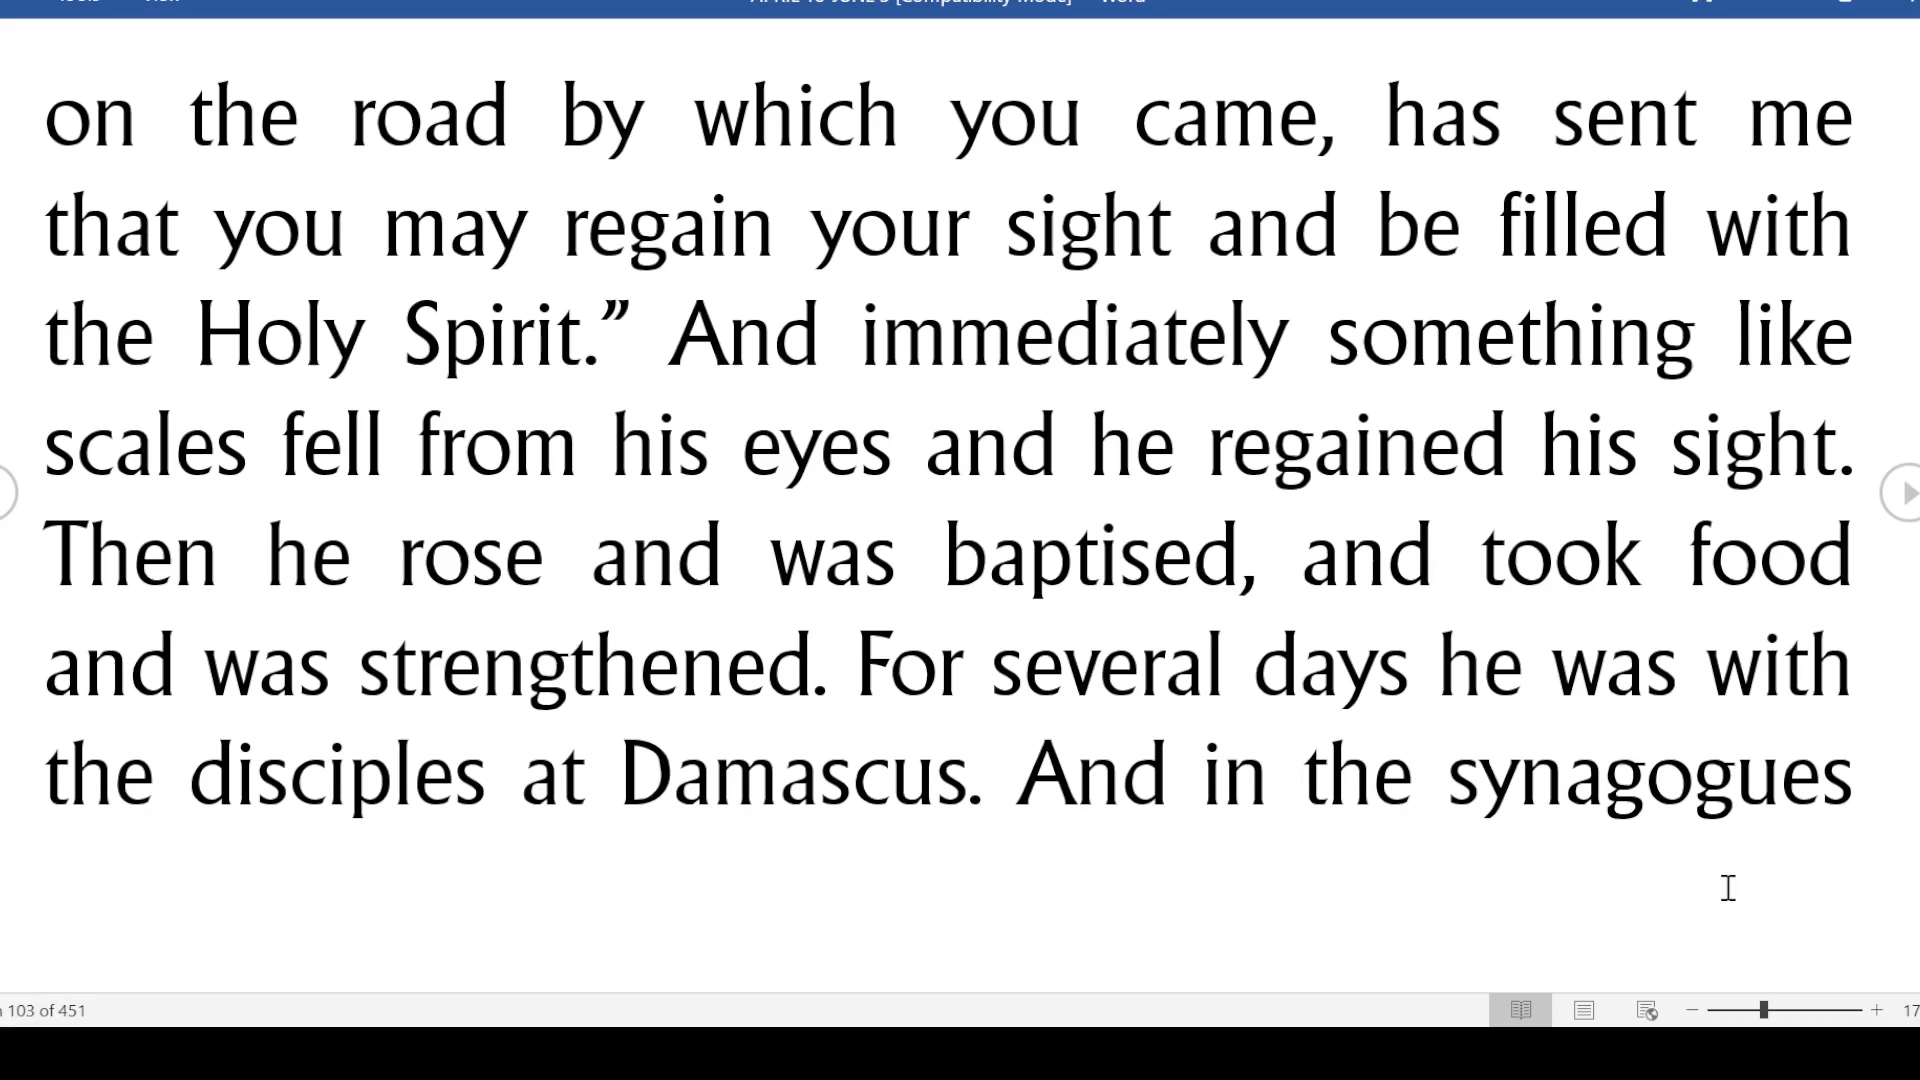 on the road by which you came, has sent me
that you may regain your sight and be filled with
the Holy Spirit.” And immediately something like
scales fell from his eyes and he regained his sight.
Then he rose and was baptised, and took food
and was strengthened. For several days he was with
the disciples at Damascus. And in the synagogues
103 of 451